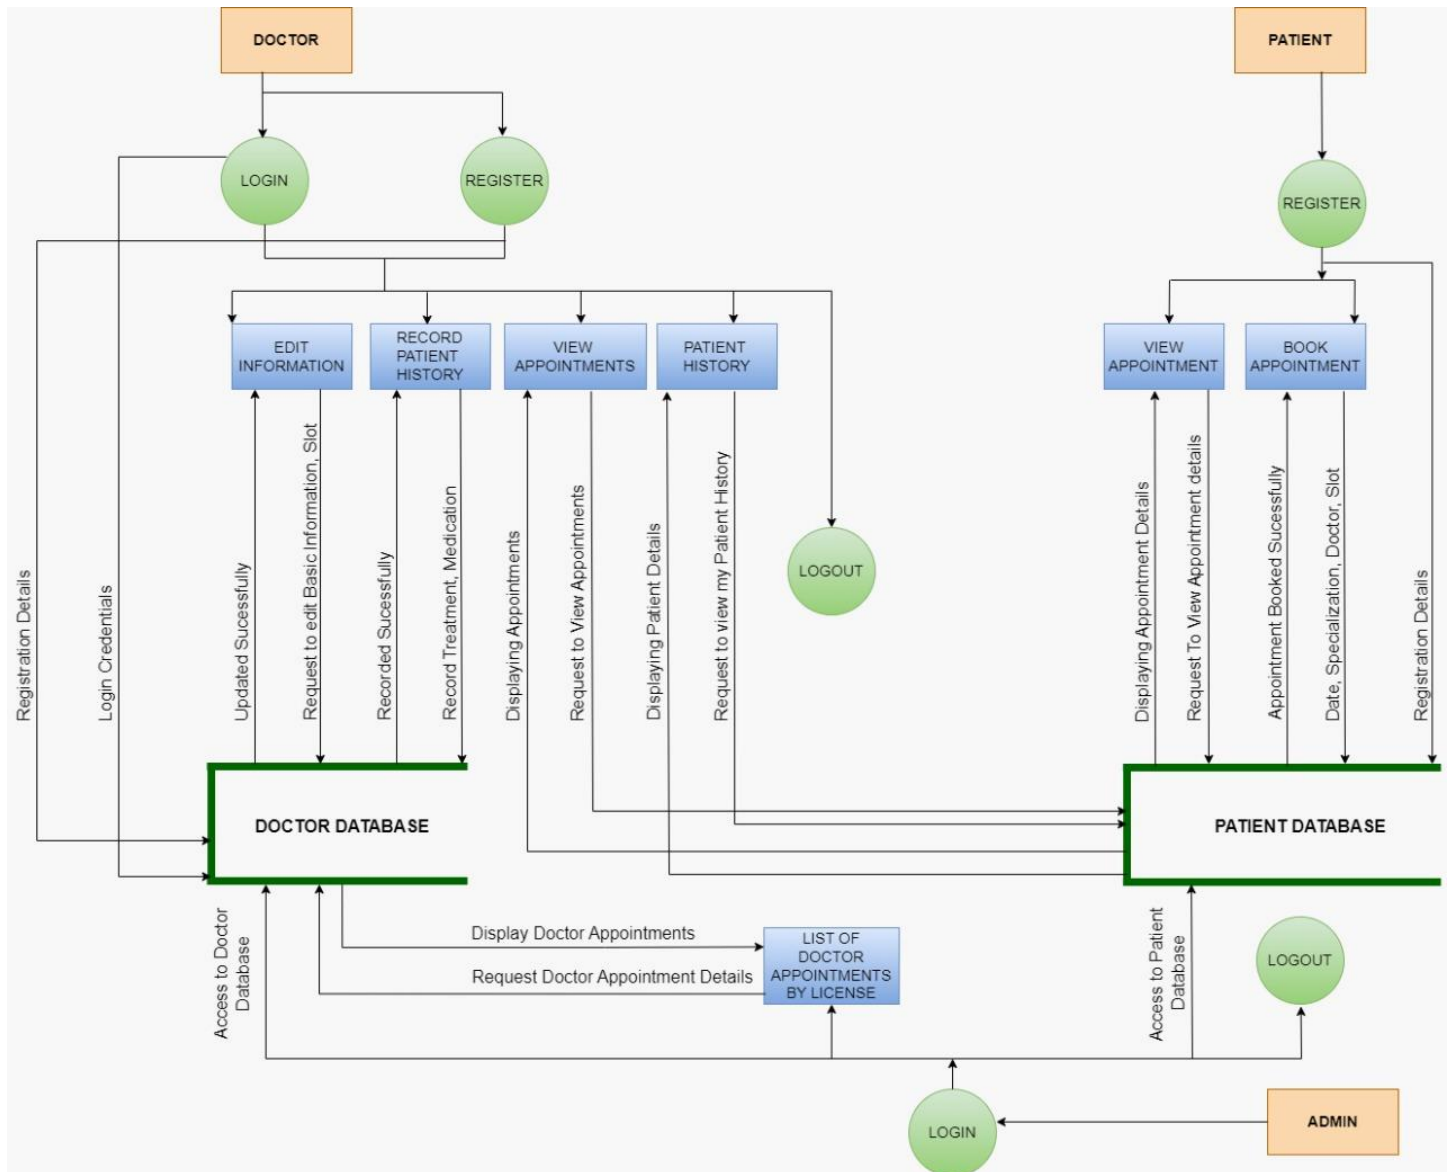 DOCTOR
PATIENT
LOGIN
REGISTER
REGISTER
EDIT
INFORMATION
RECORD
PATIENT
HISTORY
VIEW
APPOINTMENTS
PATIENT
HISTORY
VIEW
APPOINTMENT
BOOK
APPOINTMENT
Registration Details
Login Credentials
Updated Sucessfully
Request to edit Basic Information, Slot
Recorded Sucessfully
Record Treatment, Medication
Displaying Appointments
Request to View Appointments
Displaying Patient Details
Request to view my Patient History
LOGOUT
Displaying Appointment Details
Request To View Appointment details
Appointment Booked Sucessfully
Date, Specialization, Doctor, Slot
Registration Details
DOCTOR DATABASE
PATIENT DATABASE
Access to Doctor
Database
Display Doctor Appointments
Request Doctor Appointment Details
LIST OF
DOCTOR
APPOINTMENTS
BY LICENSE
Access to Patient
Database
LOGOUT
LOGIN
ADMIN